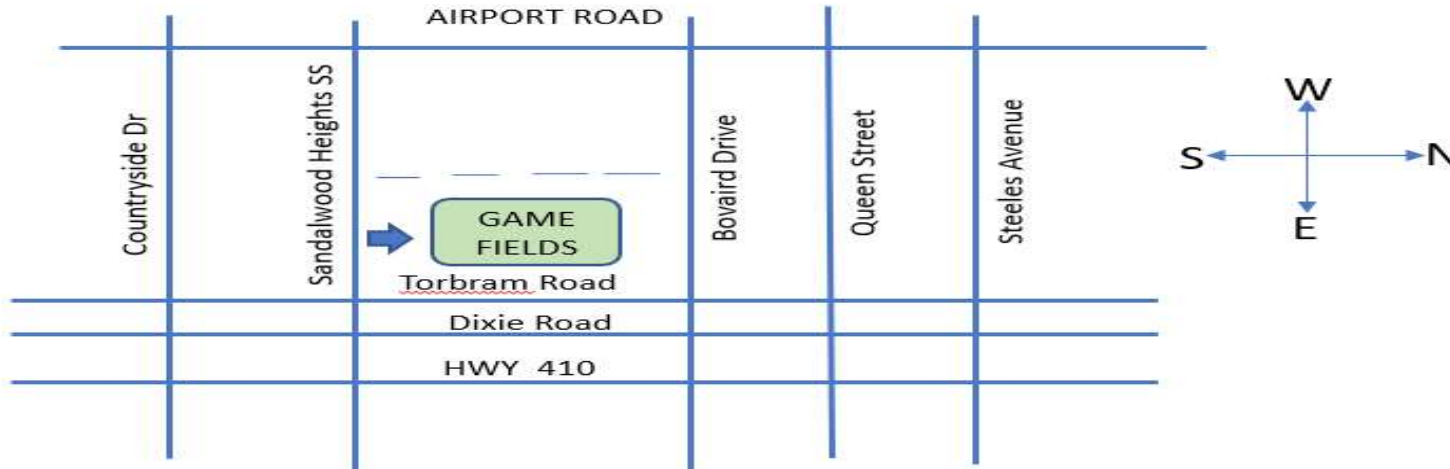 AIRPORT ROAD
Countryside Dr
Sandalwood Heights SS
Bovaird Drive
Queen Street
Steeles Avenue
W
S
N
E
GAME
FIELDS
Torbram Road
Dixie Road
HWY 410